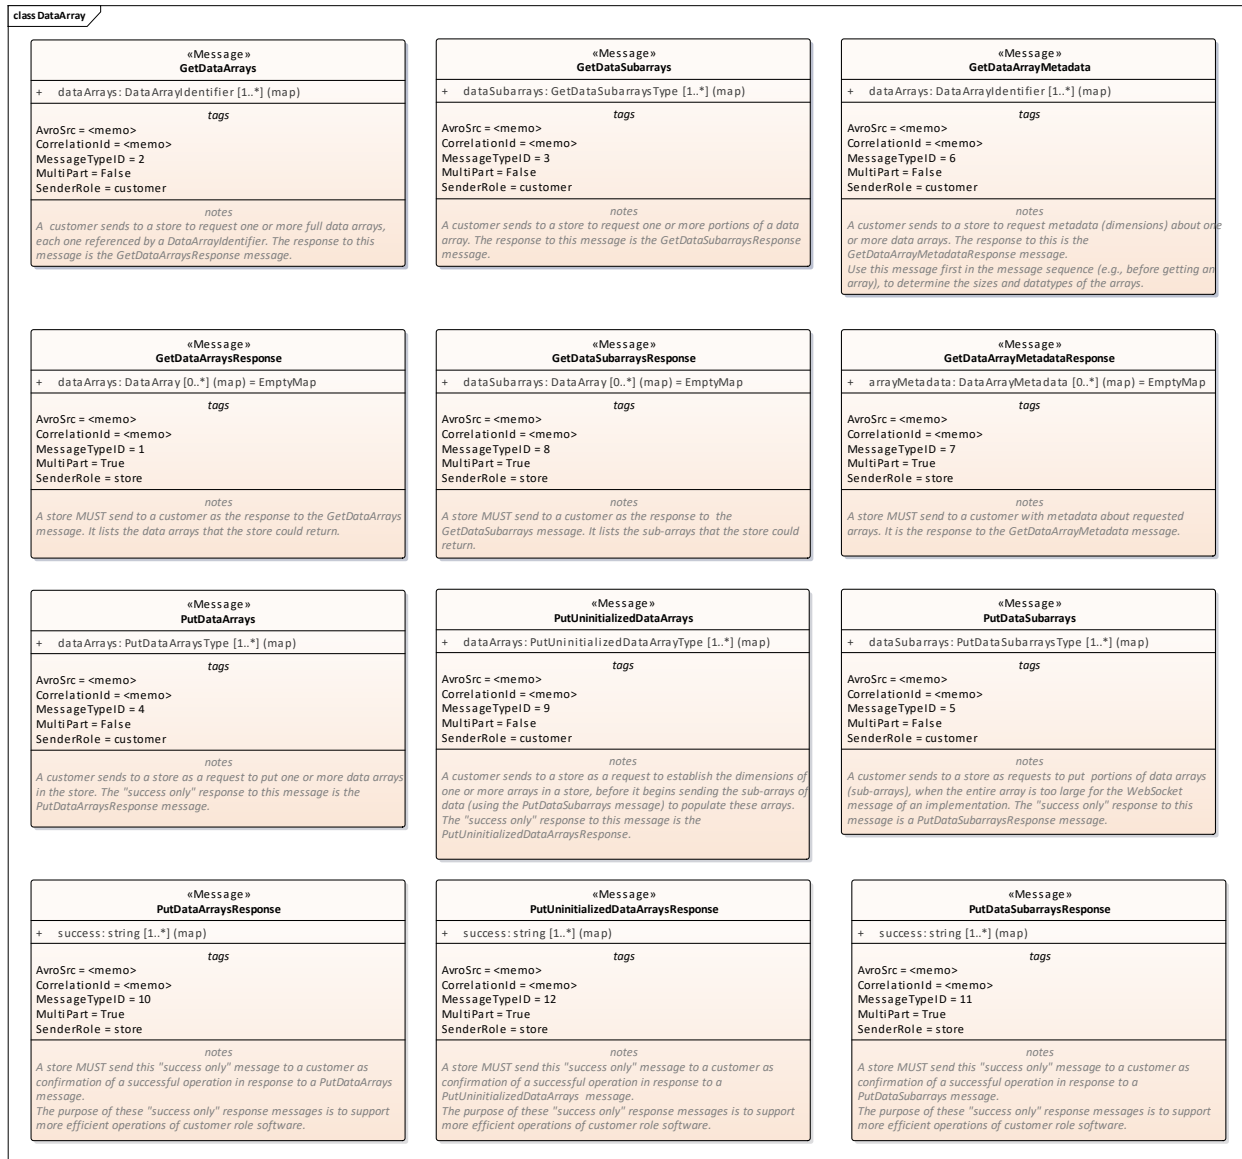 class DataArray
«Message»
GetDataArrays
+ dataArrays: DataArrayIdentifier [1..*] (map)
tags
AvroSrc = <memo>
CorrelationId = <memo>
MessageTypeID = 2
MultiPart = False
SenderRole = customer
notes
A customer sends to a store to request one or more full data arrays,
each one referenced by a DataArrayIdentifier. The response to this
message is the GetDataArraysResponse message.
«Message»
GetDataSubarrays
+ dataSubarrays: GetDataSubarraysType [1..*] (map)
tags
AvroSrc = <memo>
CorrelationId = <memo>
MessageTypeID = 3
MultiPart = False
SenderRole = customer
notes
A customer sends to a store to request one or more portions of a data
array. The response to this message is the GetDataSubarraysResponse
message.
«Message»
GetDataArrayMetadata
+ dataArrays: DataArrayIdentifier [1..*] (map)
tags
AvroSrc = <memo>
CorrelationId = <memo>
MessageTypeID = 6
MultiPart = False
SenderRole = customer
notes
A customer sends to a store to request metadata (dimensions) about one
or more data arrays. The response to this is the
GetDataArrayMetadataResponse message.
Use this message first in the message sequence (e.g., before getting an
array), to determine the sizes and datatypes of the arrays.
«Message»
GetDataArraysResponse
+ dataArrays: DataArray [0..*] (map) = EmptyMap
tags
AvroSrc = <memo>
CorrelationId = <memo>
MessageTypeID = 1
MultiPart = True
SenderRole = store
notes
A store MUST send to a customer as the response to the GetDataArrays
message. It lists the data arrays that the store could return.
«Message»
GetDataSubarraysResponse
+ dataSubarrays: DataArray [0..*] (map) = EmptyMap
tags
AvroSrc = <memo>
CorrelationId = <memo>
MessageTypeID = 8
MultiPart = True
SenderRole = store
notes
A store MUST send to a customer as the response to the
GetDataSubarrays message. It lists the sub-arrays that the store could
return.
«Message»
GetDataArrayMetadataResponse
+ arrayMetadata: DataArrayMetadata [0..*] (map) = EmptyMap
tags
AvroSrc = <memo>
CorrelationId = <memo>
MessageTypeID = 7
MultiPart = True
SenderRole = store
notes
A store MUST send to a customer with metadata about requested
arrays. It is the response to the GetDataArrayMetadata message.
«Message»
PutDataArrays
+ dataArrays: PutDataArraysType [1..*] (map)
tags
AvroSrc = <memo>
CorrelationId = <memo>
MessageTypeID = 4
MultiPart = False
SenderRole = customer
notes
A customer sends to a store as a request to put one or more data arrays
in the store. The "success only" response to this message is the
PutDataArraysResponse message.
«Message»
PutUninitializedDataArrays
+ dataArrays: PutUninitializedDataArrayType [1..*] (map)
tags
AvroSrc = <memo>
CorrelationId = <memo>
MessageTypeID = 9
MultiPart = False
SenderRole = customer
notes
A customer sends to a store as a request to establish the dimensions of
one or more arrays in a store, before it begins sending the sub-arrays of
data (using the PutDataSubarrays message) to populate these arrays.
The "success only" response to this message is the
PutUninitializedDataArraysResponse.
«Message»
PutDataSubarrays
+ dataSubarrays: PutDataSubarraysType [1..*] (map)
tags
AvroSrc = <memo>
CorrelationId = <memo>
MessageTypeID = 5
MultiPart = False
SenderRole = customer
notes
A customer sends to a store as requests to put portions of data arrays
(sub-arrays), when the entire array is too large for the WebSocket
message of an implementation. The "success only" response to this
message is a PutDataSubarraysResponse message.
«Message»
PutDataArraysResponse
+ success: string [1..*] (map)
tags
AvroSrc = <memo>
CorrelationId = <memo>
MessageTypeID = 10
MultiPart = True
SenderRole = store
notes
A store MUST send this "success only" message to a customer as
confirmation of a successful operation in response to a PutDataArrays
message.
The purpose of these "success only" response messages is to support
more efficient operations of customer role software.
«Message»
PutUninitializedDataArraysResponse
+ success: string [1..*] (map)
tags
AvroSrc = <memo>
CorrelationId = <memo>
MessageTypeID = 12
MultiPart = True
SenderRole = store
notes
A store MUST send this "success only" message to a customer as
confirmation of a successful operation in response to a
PutUninitializedDataArrays message.
The purpose of these "success only" response messages is to support
more efficient operations of customer role software.
«Message»
PutDataSubarraysResponse
+ success: string [1..*] (map)
tags
AvroSrc = <memo>
CorrelationId = <memo>
MessageTypeID = 11
MultiPart = True
SenderRole = store
notes
A store MUST send this "success only" message to a customer as
confirmation of a successful operation in response to a
PutDataSubarrays message.
The purpose of these "success only" response messages is to support
more efficient operations of customer role software.